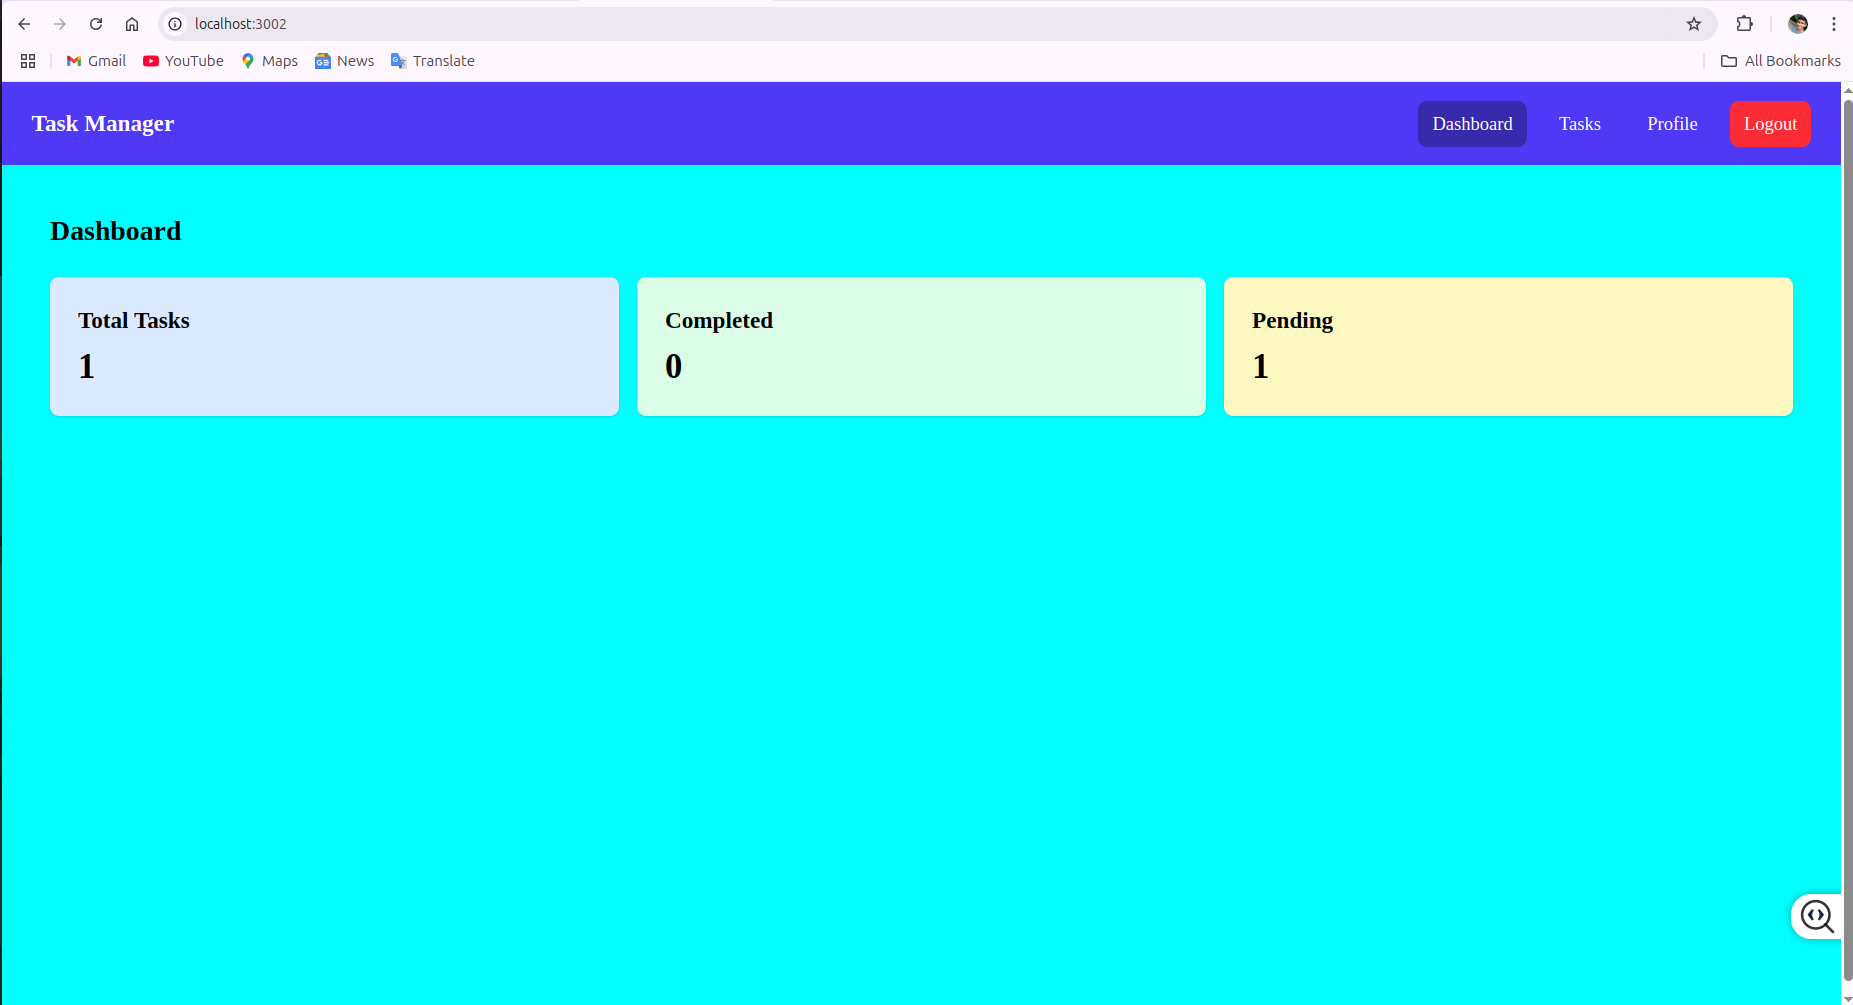 localhost:3002
Gmail YouTube Maps News Translate All Bookmarks
Task Manager Dashboard Tasks Profile Logout
Dashboard
Total Tasks
1
Completed
0
Pending
1